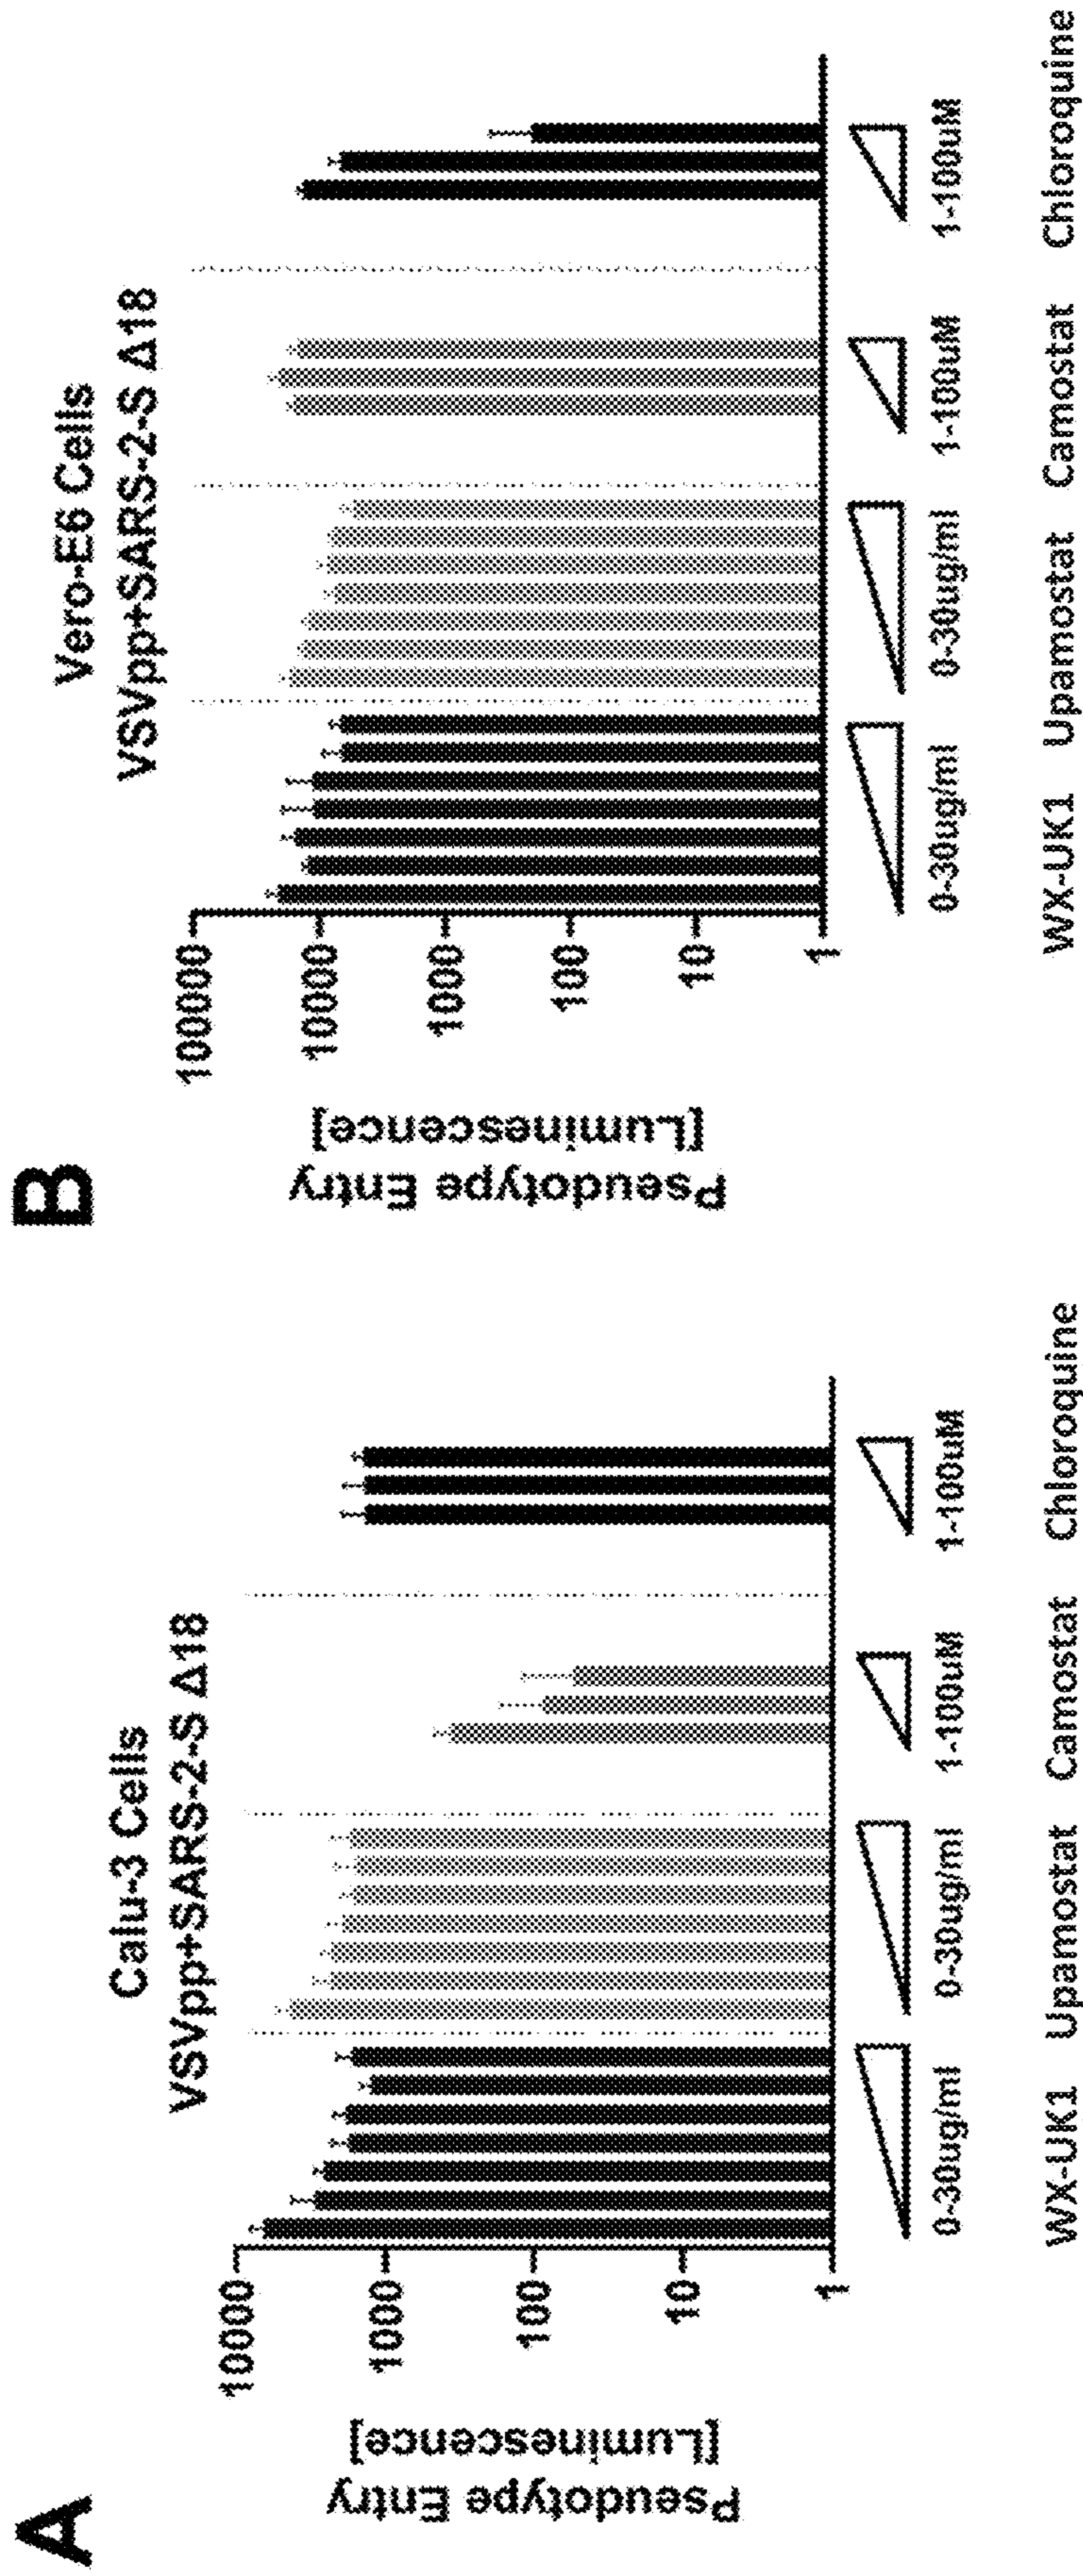 A
Calu-3 Cells
VSVpp+SARS-2-S Δ18
Pseudotype Entry
[Luminescence]
10000
1000
100
10
1
0-30ug/ml 0-30ug/ml 1-100uM 1-100uM
WX-UK1 Upamostat Camostat Chloroquine
B
Vero-E6 Cells
VSVpp+SARS-2-S Δ18
Pseudotype Entry
[Luminescence]
100000
10000
1000
100
10
1
0-30ug/ml 0-30ug/ml 1-100uM 1-100uM
WX-UK1 Upamostat Camostat Chloroquine